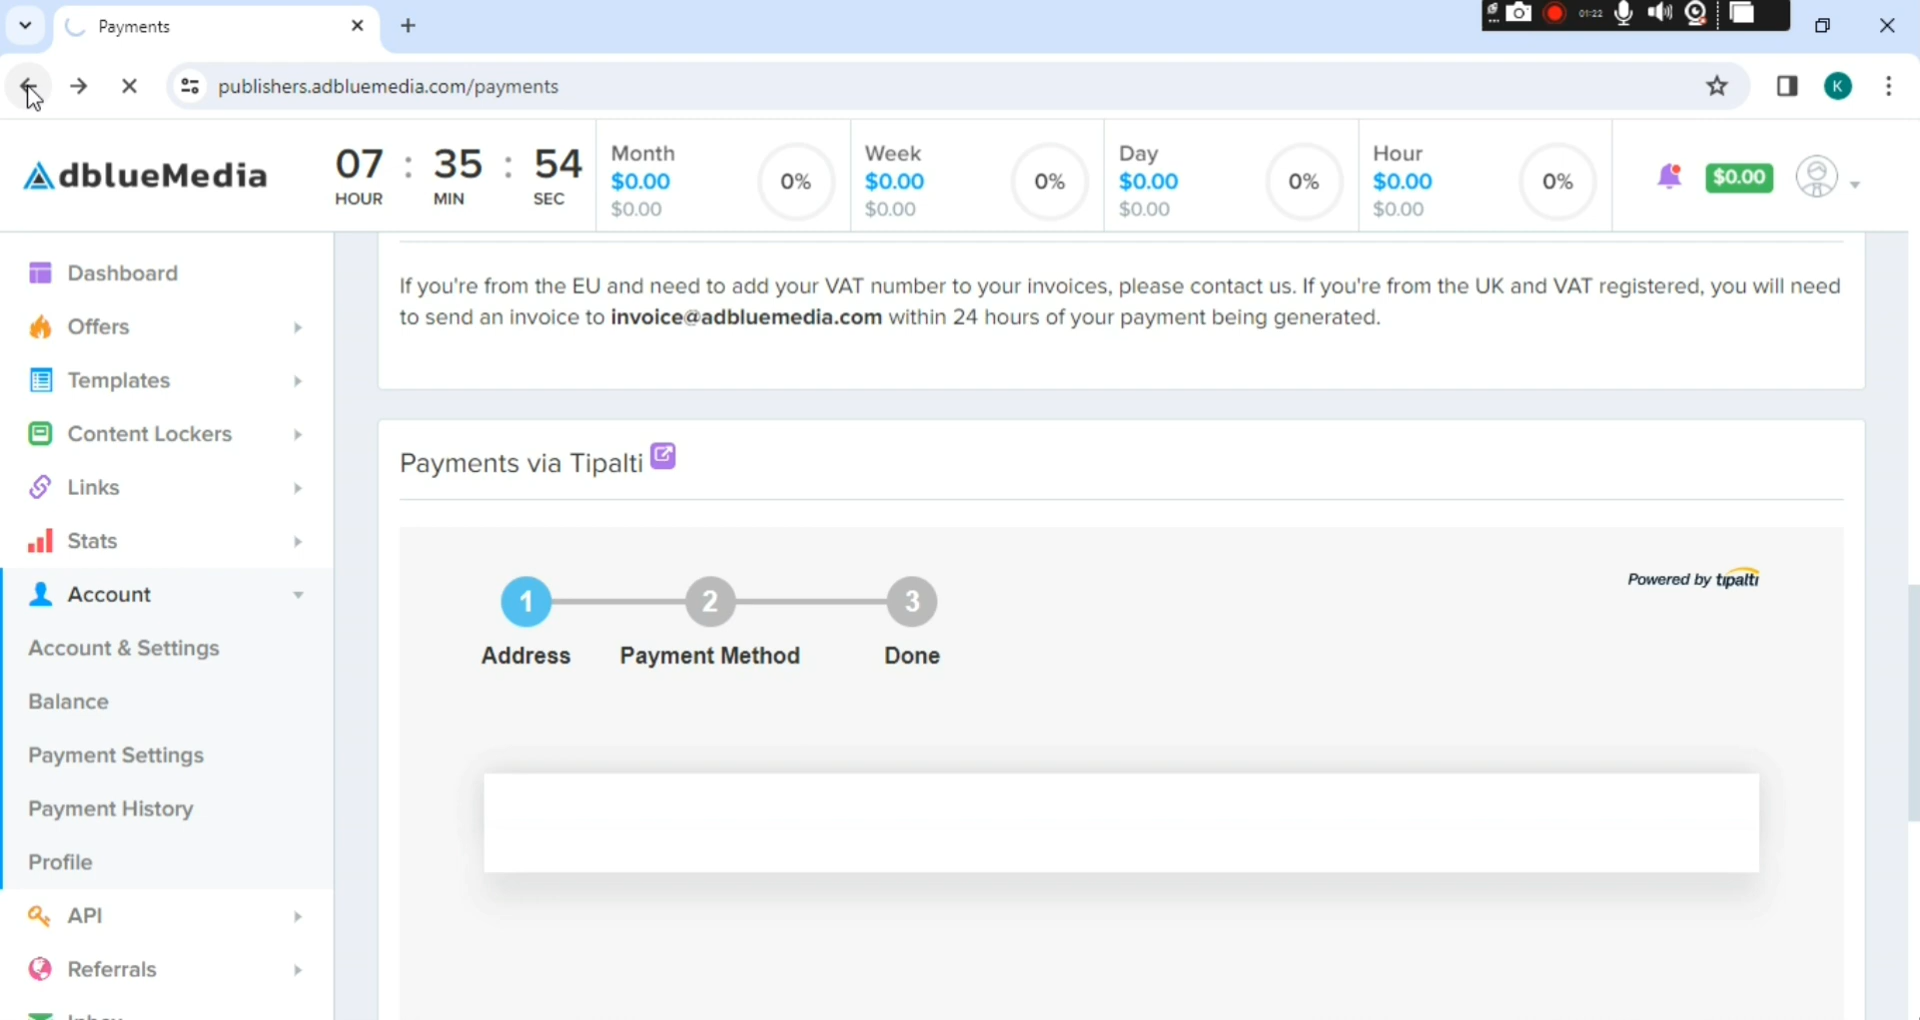 Payments
01:22
publishers.adbluemedia.com/payments
K
AdblueMedia
07 : 35 : 54
HOUR MIN SEC
Month
$0.00
$0.00
0%
Week
$0.00
$0.00
0%
Day
$0.00
$0.00
0%
Hour
$0.00
$0.00
0%
$0.00
Dashboard
Offers
Templates
Content Lockers
Links
Stats
Account
Account & Settings
Balance
Payment Settings
Payment History
Profile
API
Referrals
Inbox
If you're from the EU and need to add your VAT number to your invoices, please contact us. If you're from the UK and VAT registered, you will need
to send an invoice to invoice@adbluemedia.com within 24 hours of your payment being generated.
Payments via Tipalti
Powered by tipalti
1 2 3
Address Payment Method Done